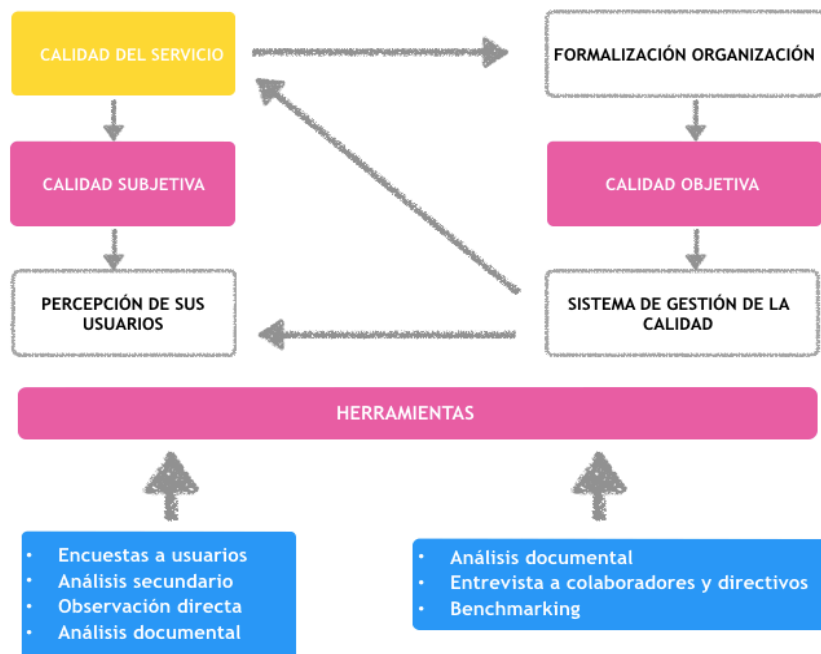 CALIDAD DEL SERVICIO
FORMALIZACIÓN ORGANIZACIÓN
CALIDAD SUBJETIVA
CALIDAD OBJETIVA
PERCEPCIÓN DE SUS
USUARIOS
SISTEMA DE GESTIÓN DE LA
CALIDAD
HERRAMIENTAS
• Encuestas a usuarios
• Análisis secundario
• Observación directa
• Análisis documental
• Análisis documental
• Entrevista a colaboradores y directivos
• Benchmarking